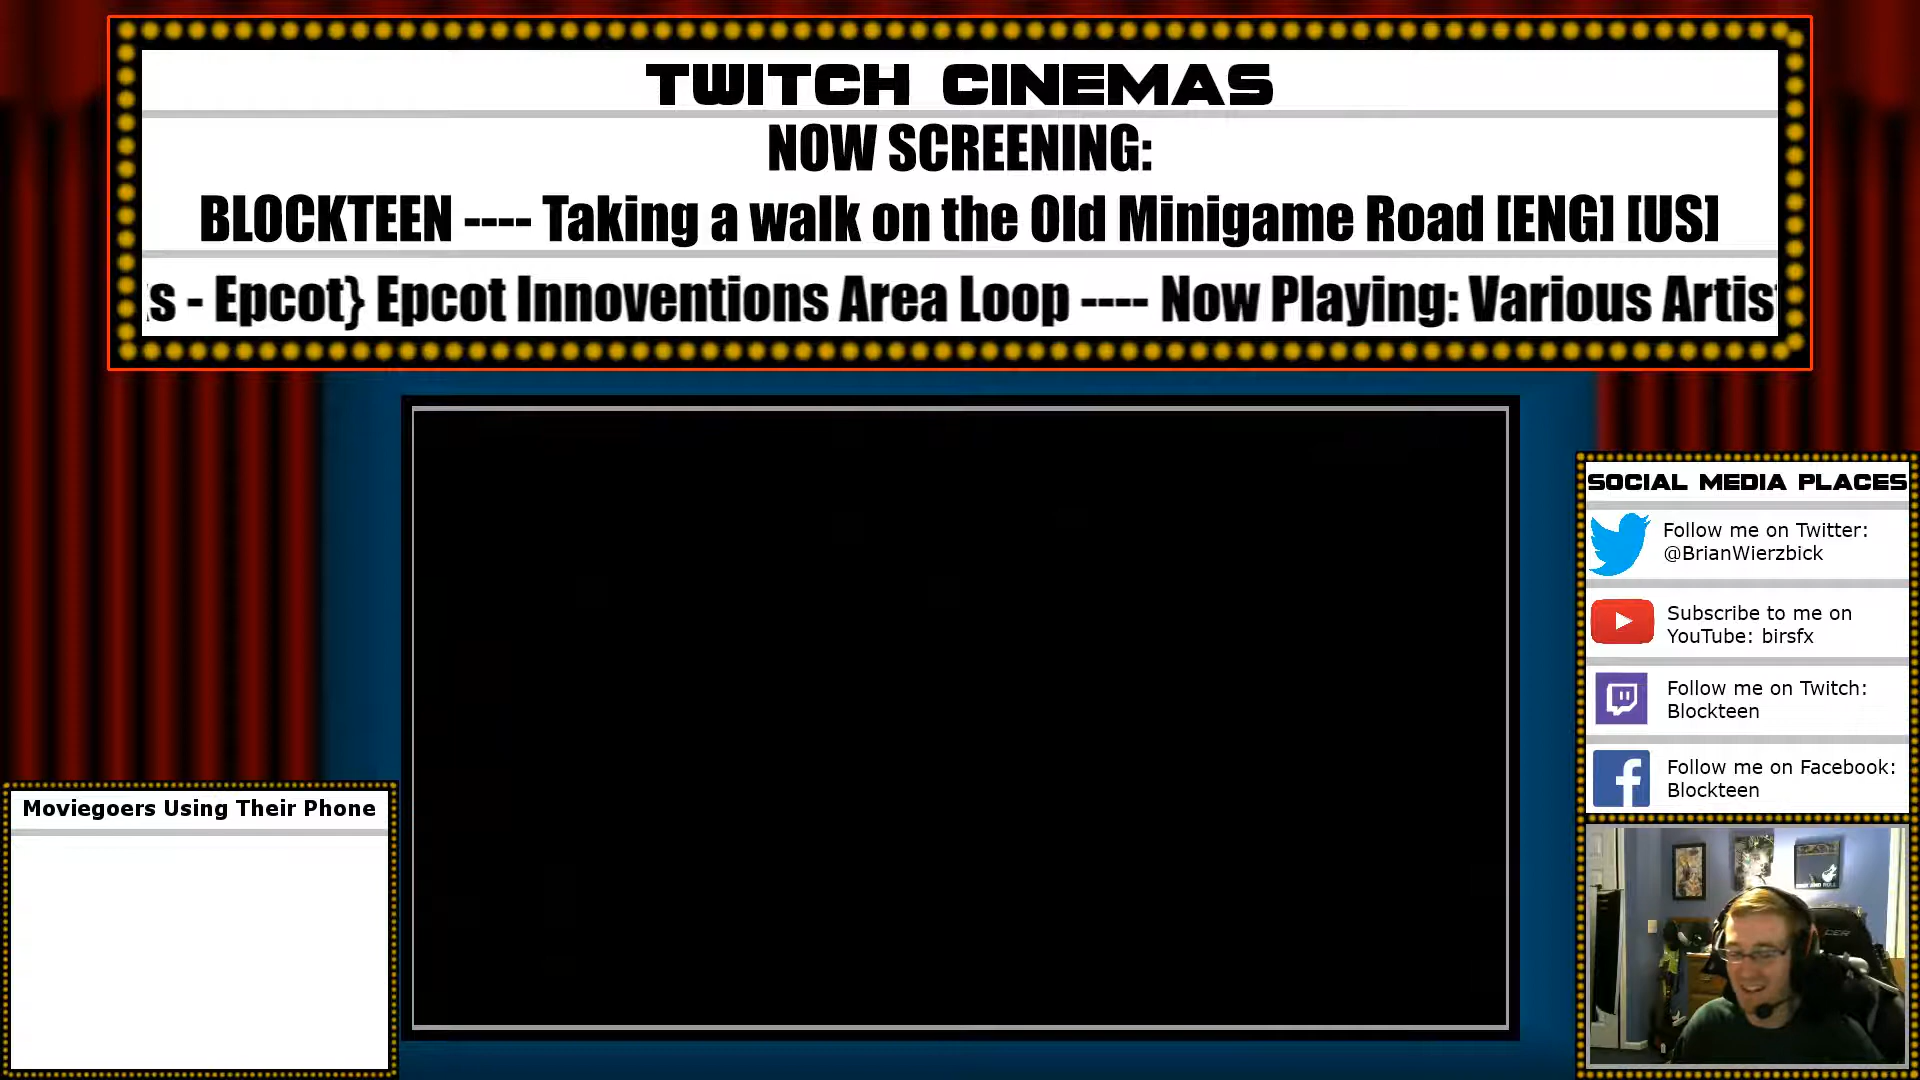 TWITCH CINEMAS
NOW SCREENING:
BLOCKTEEN ---- Taking a walk on the Old Minigame Road [ENG] [US]
s - Epcot} Epcot Innoventions Area Loop ---- Now Playing: Various Artis
SOCIAL MEDIA PLACES
Follow me on Twitter:
@BrianWierzbick
Subscribe to me on
YouTube: birsfx
Follow me on Twitch:
Blockteen
Follow me on Facebook:
Blockteen
Moviegoers Using Their Phone